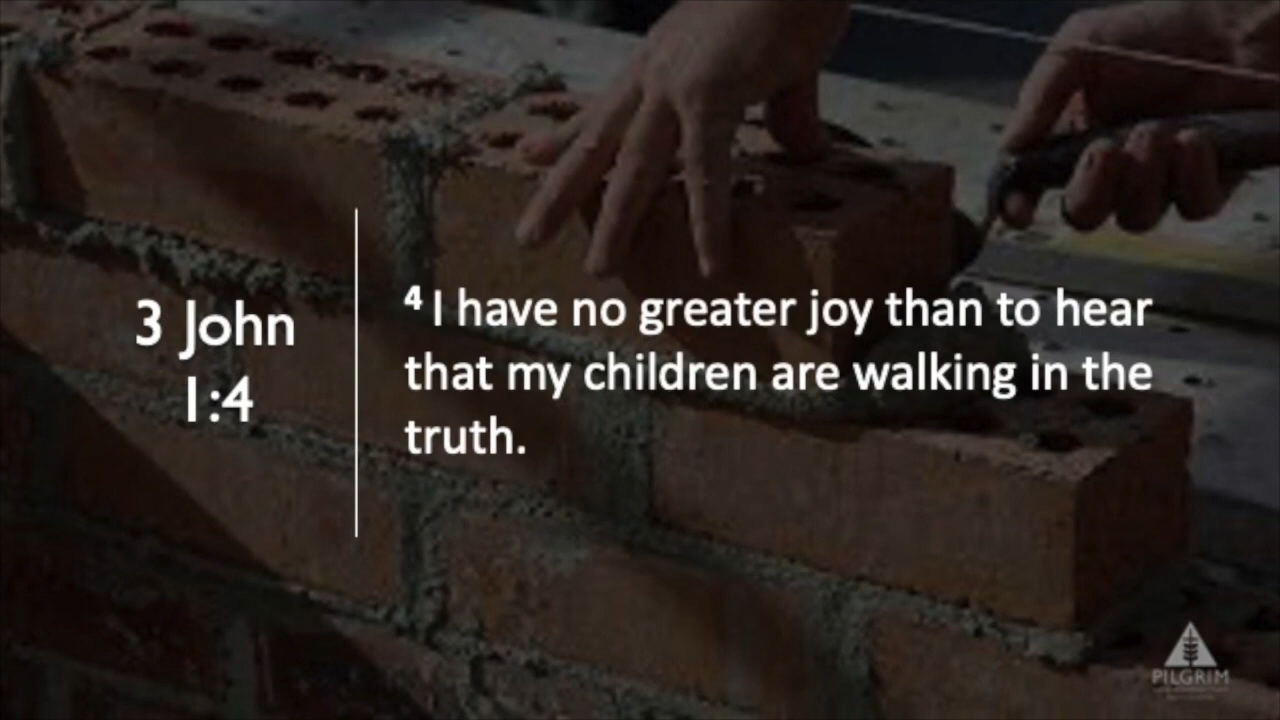 3 John
1:4
4 I have no greater joy than to hear
that my children are walking in the
truth.
PILGRIM